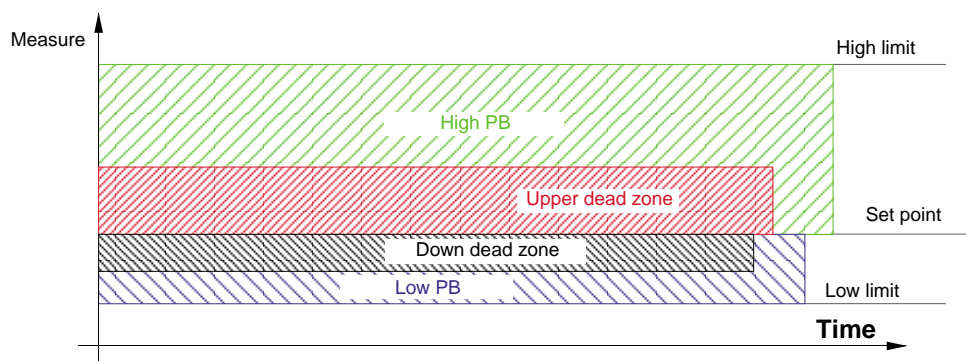 Measure
High limit
High PB
Upper dead zone
Set point
Down dead zone
Low PB
Low limit
Time